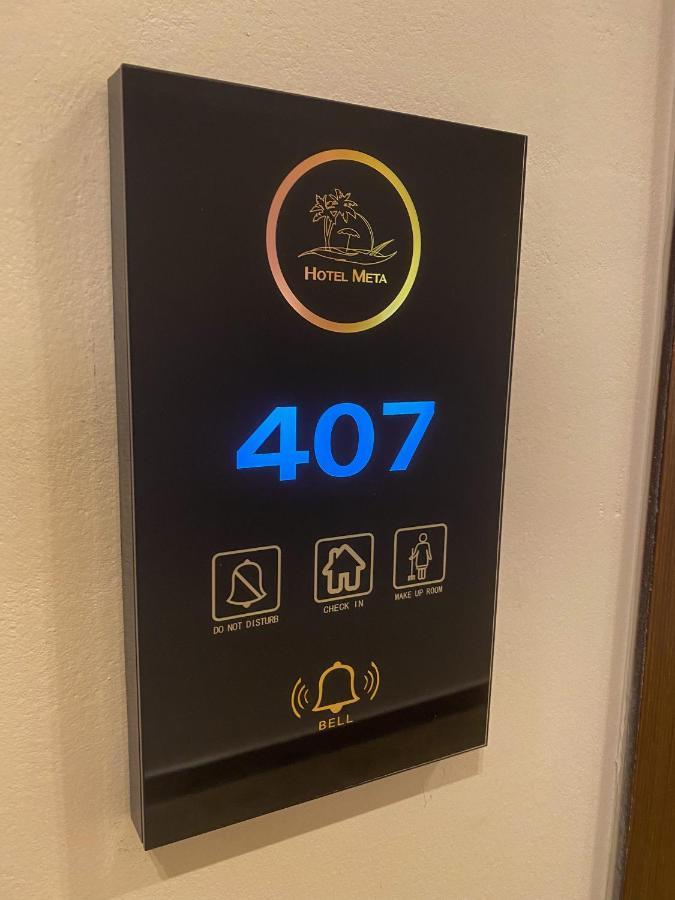 HOTEL META
407
DO NOT DISTURB
CHECK IN
MAKE UP ROOM
BELL